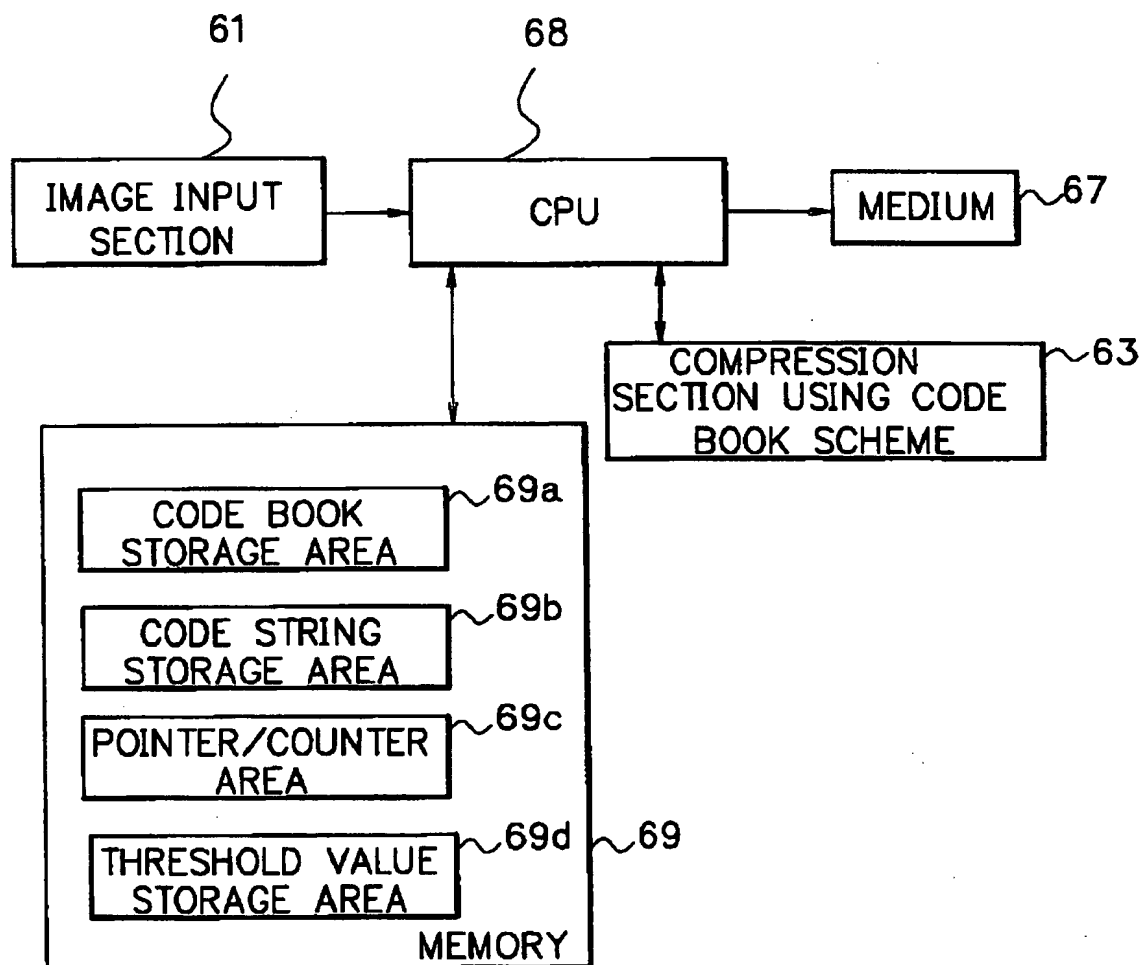 61
68
IMAGE INPUT
SECTION
CPU
MEDIUM
67
COMPRESSION
SECTION USING CODE
BOOK SCHEME
63
CODE BOOK
STORAGE AREA
69a
CODE STRING
STORAGE AREA
69b
POINTER/COUNTER
AREA
69c
THRESHOLD VALUE
STORAGE AREA
69d
69
MEMORY